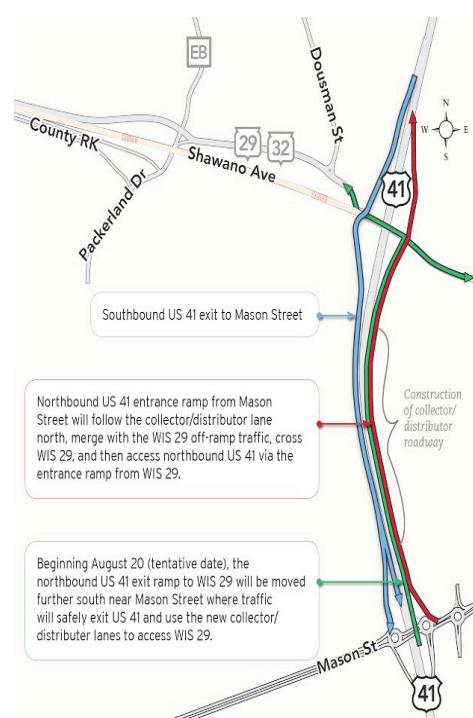 EB
Dousman St
N
W E
S
County RK
CLOSED
29
32
Shawano Ave
CLOSED
41
Packerland Dr
Southbound US 41 exit to Mason Street
Construction
of collector/
distributor
roadway
Northbound US 41 entrance ramp from Mason
Street will follow the collector/distributor lane
north, merge with the WIS 29 off-ramp traffic, cross
WIS 29, and then access northbound US 41 via the
entrance ramp from WIS 29.
Beginning August 20 (tentative date), the
northbound US 41 exit ramp to WIS 29 will be moved
further south near Mason Street where traffic
will safely exit US 41 and use the new collector/
distributer lanes to access WIS 29.
Mason St
41